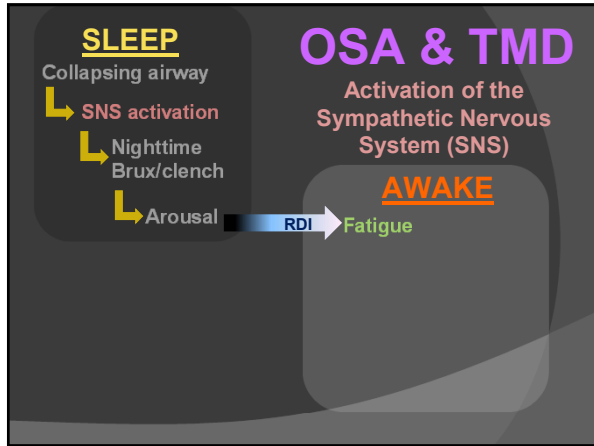 SLEEP
Collapsing airway
SNS activation
Nighttime
Brux/clench
Arousal
RDI
OSA & TMD
Activation of the
Sympathetic Nervous
System (SNS)
AWAKE
Fatigue